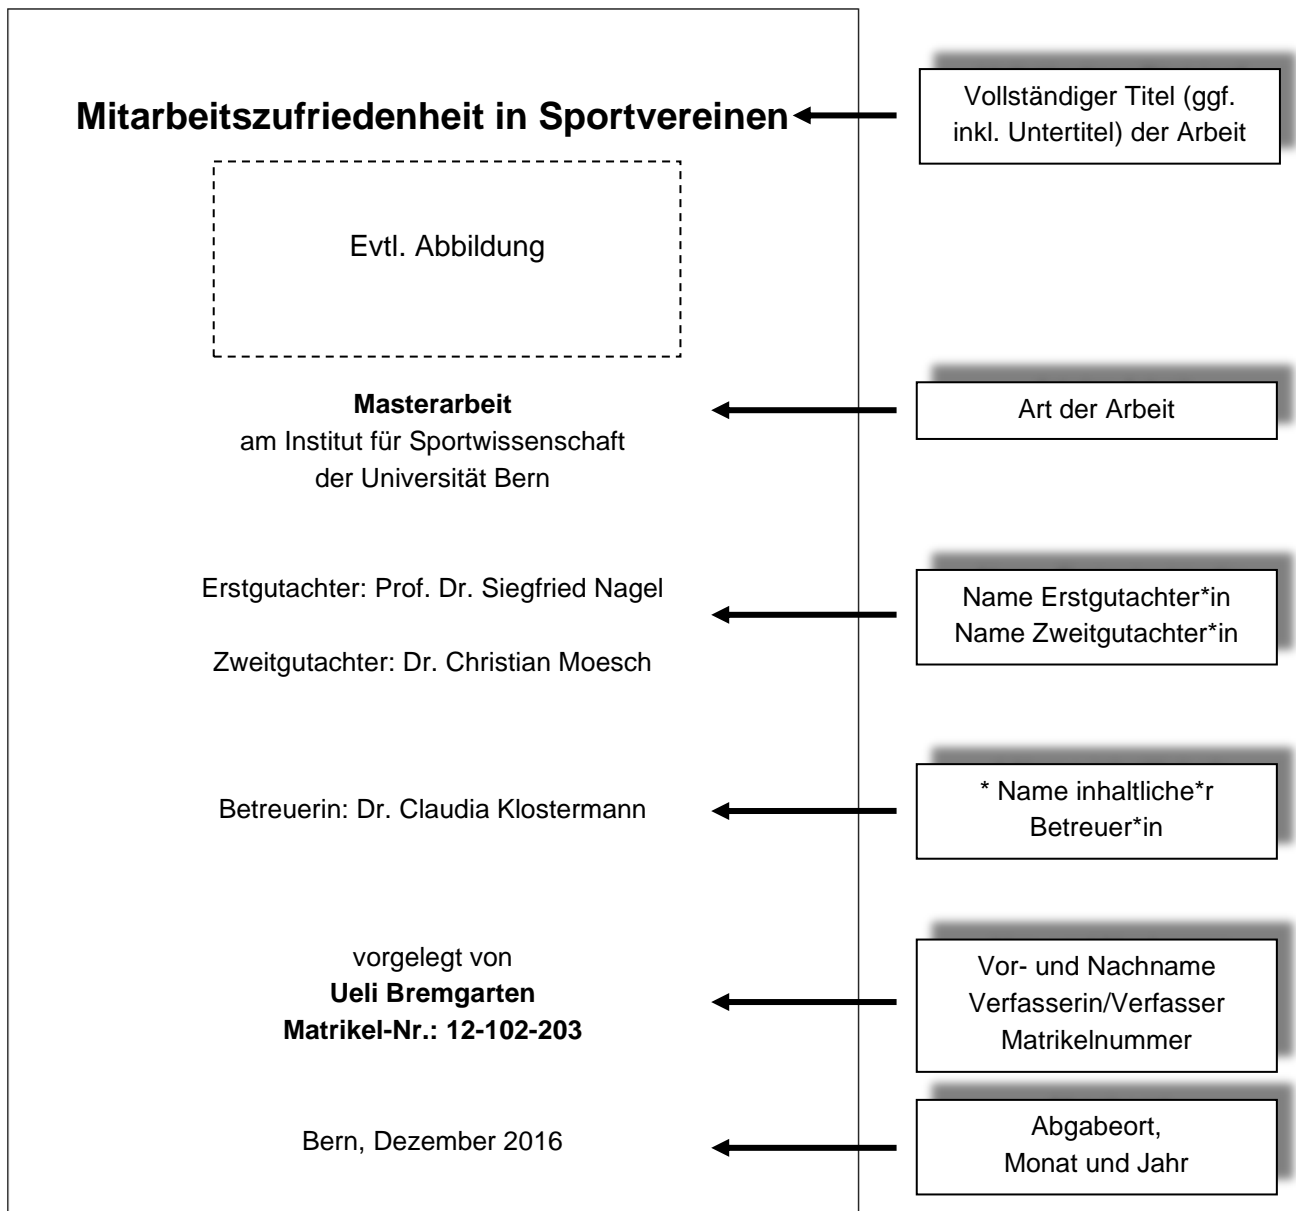 Mitarbeitszufriedenheit in Sportvereinen
Vollständiger Titel (ggf.
inkl. Untertitel) der Arbeit
Evtl. Abbildung
Masterarbeit
am Institut für Sportwissenschaft
der Universität Bern
Art der Arbeit
Erstgutachter: Prof. Dr. Siegfried Nagel
Zweitgutachter: Dr. Christian Moesch
Name Erstgutachter*in
Name Zweitgutachter*in
Betreuerin: Dr. Claudia Klostermann
* Name inhaltliche*r
Betreuer*in
vorgelegt von
Ueli Bremgarten
Matrikel-Nr.: 12-102-203
Vor- und Nachname
Verfasserin/Verfasser
Matrikelnummer
Bern, Dezember 2016
Abgabeort,
Monat und Jahr